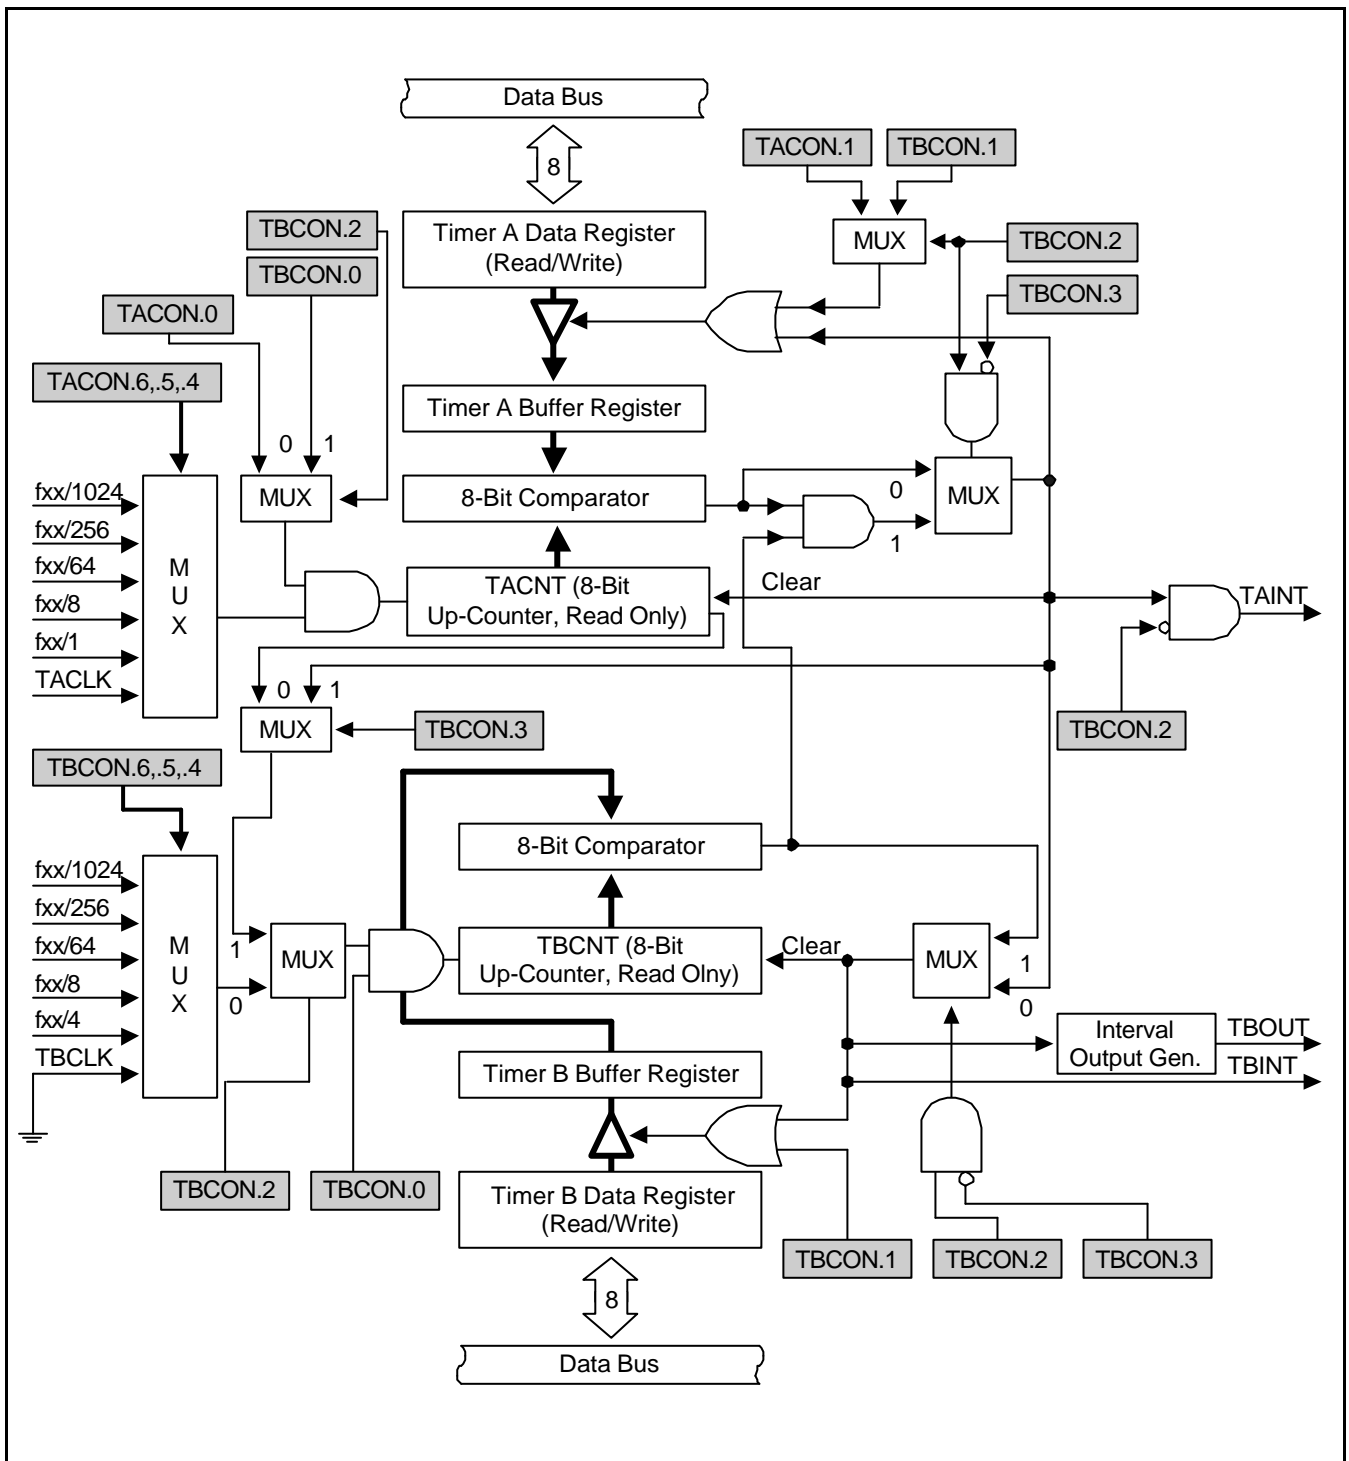 Data Bus
8
TACON.1
TBCON.1
TBCON.2
Timer A Data Register
(Read/Write)
MUX
TBCON.2
TBCON.0
TBCON.3
TACON.0
TACON.6,.5,.4
Timer A Buffer Register
0
1
MUX
8-Bit Comparator
0
MUX
1
fxx/1024
fxx/256
fxx/64
fxx/8
fxx/1
TACLK
M
U
X
TACNT (8-Bit
Up-Counter, Read Only)
Clear
TAINT
0
1
MUX
TBCON.3
TBCON.2
TBCON.6,.5,.4
8-Bit Comparator
fxx/1024
fxx/256
fxx/64
fxx/8
fxx/4
TBCLK
M
U
X
1
0
MUX
TBCNT (8-Bit
Up-Counter, Read Olny)
Clear
MUX
1
0
Interval
Output Gen.
TBOUT
TBINT
Timer B Buffer Register
TBCON.2
TBCON.0
Timer B Data Register
(Read/Write)
TBCON.1
TBCON.2
TBCON.3
8
Data Bus